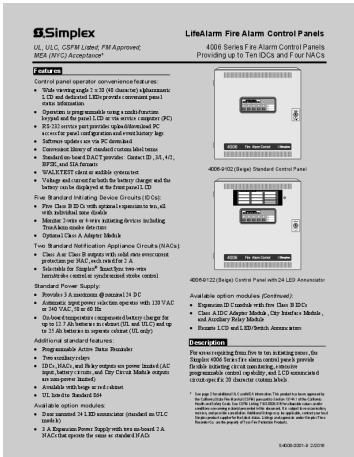 Simplex
LifeAlarm Fire Alarm Control Panels
UL, ULC, CSFM Listed; FM Approved;
MEA (NYC) Acceptance*
4006 Series Fire Alarm Control Panels
Providing up to Ten IDCs and Four NACs
Features
Control panel operator convenience features:
• Wide viewing angle 2 x 20 (40 character) alphanumeric
LCD and dedicated LEDs provide convenient panel
status information
• Operation is programmable using a multi-function
keypad and the panel LCD or via service computer (PC)
• RS-232 service port provides upload/download PC
access for panel configuration and event history logs
• Software updates are via PC download
• Convenient library of standard custom label terms
• Standard on-board DACT provides: Contact ID, 3/1, 4/2,
BFSK, and SIA formats
• WALKTEST client or audible system test
• Voltage and current for both the battery charger and the
battery can be displayed at the front panel LCD
Five Standard Initiating Device Circuits (IDCs):
• Five Class B IDCs with optional expansion to ten, all
with individual zone disable
• Monitor 2-wire or 4-wire initiating devices including
TrueAlarm smoke detectors
• Optional Class A Adapter Module
Two Standard Notification Appliance Circuits (NACs):
• Class A or Class B outputs with solid state overcurrent
protection per NAC, each rated for 2 A
• Selectable for Simplex® SmartSync two-wire
horn/strobe control or synchronized strobe control
Standard Power Supply:
• Provides 3 A maximum @ nominal 24 DC
• Automatic input power selection operates with 120 VAC
or 240 VAC, 50 or 60 Hz
• On-board temperature compensated battery charger for
up to 12.7 Ah batteries in cabinet (UL and ULC) and up
to 25 Ah batteries in separate cabinet (UL only)
Additional standard features:
• Programmable Active Status Reminder
• Two auxiliary relays
• IDCs, NACs, and Relay outputs are power limited (AC
input, battery circuits, and City Circuit Module outputs
are non-power limited)
• Available with beige or red cabinet
• UL listed to Standard 864
Available option modules:
• Door mounted 24 LED annunciator (standard on ULC
models)
• 3 A Expansion Power Supply with two on-board 2 A
NACs that operate the same as standard NACs
4006 Fire Control
4006-9102 (Beige) Standard Control Panel
4006 Fire Control
4006-9122 (Beige) Control Panel with 24 LED Annunciator
Available option modules (Continued):
• Expansion IDC module with five Class B IDCs
• Class A IDC Adapter Module, City Interface Module,
and Auxiliary Relay Module
• Remote LCD and LED/Switch Annunciators
Description
For areas requiring from five to ten initiating zones, the
Simplex 4006 Series fire alarm control panels provide
flexible initiating circuit monitoring, extensive
programmable control capability, and LCD annunciated
circuit-specific 20 character custom labels.
S4006-0001-9 2/2016